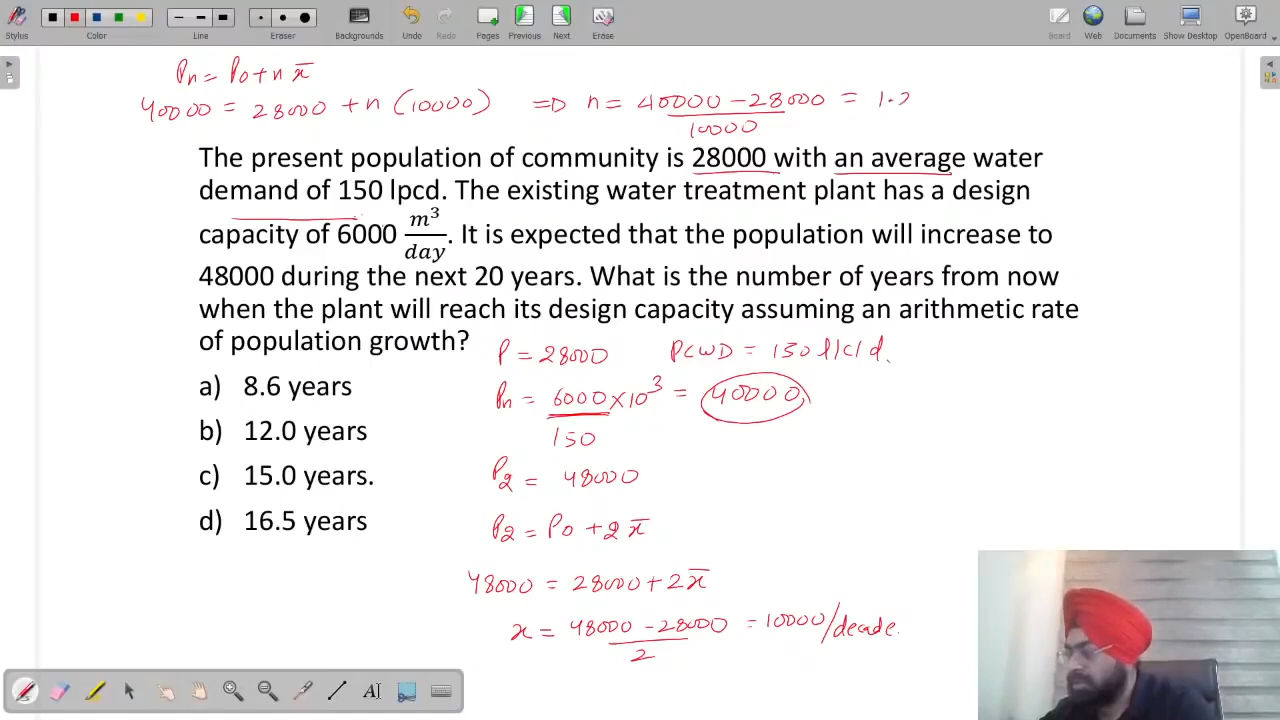 Stylus Color Line Eraser Backgrounds Undo Redo Pages Previous Next Erase Board Web Documents Show Desktop OpenBoard
Pn = P0 + n x̄
40000 = 28000 + n (10000) => n = 40000 - 28000 / 10000 = 1.2
The present population of community is 28000 with an average water
demand of 150 lpcd. The existing water treatment plant has a design
capacity of 6000 m³/day. It is expected that the population will increase to
48000 during the next 20 years. What is the number of years from now
when the plant will reach its design capacity assuming an arithmetic rate
of population growth?
P = 28000 PCWD = 150 l/c/d.
a) 8.6 years
Pn = 6000 × 10³ / 150 = 40000
b) 12.0 years
c) 15.0 years.
P2 = 48000
d) 16.5 years
P2 = P0 + 2 x̄
48000 = 28000 + 2 x̄
x = 48000 - 28000 / 2 = 10000/decade.